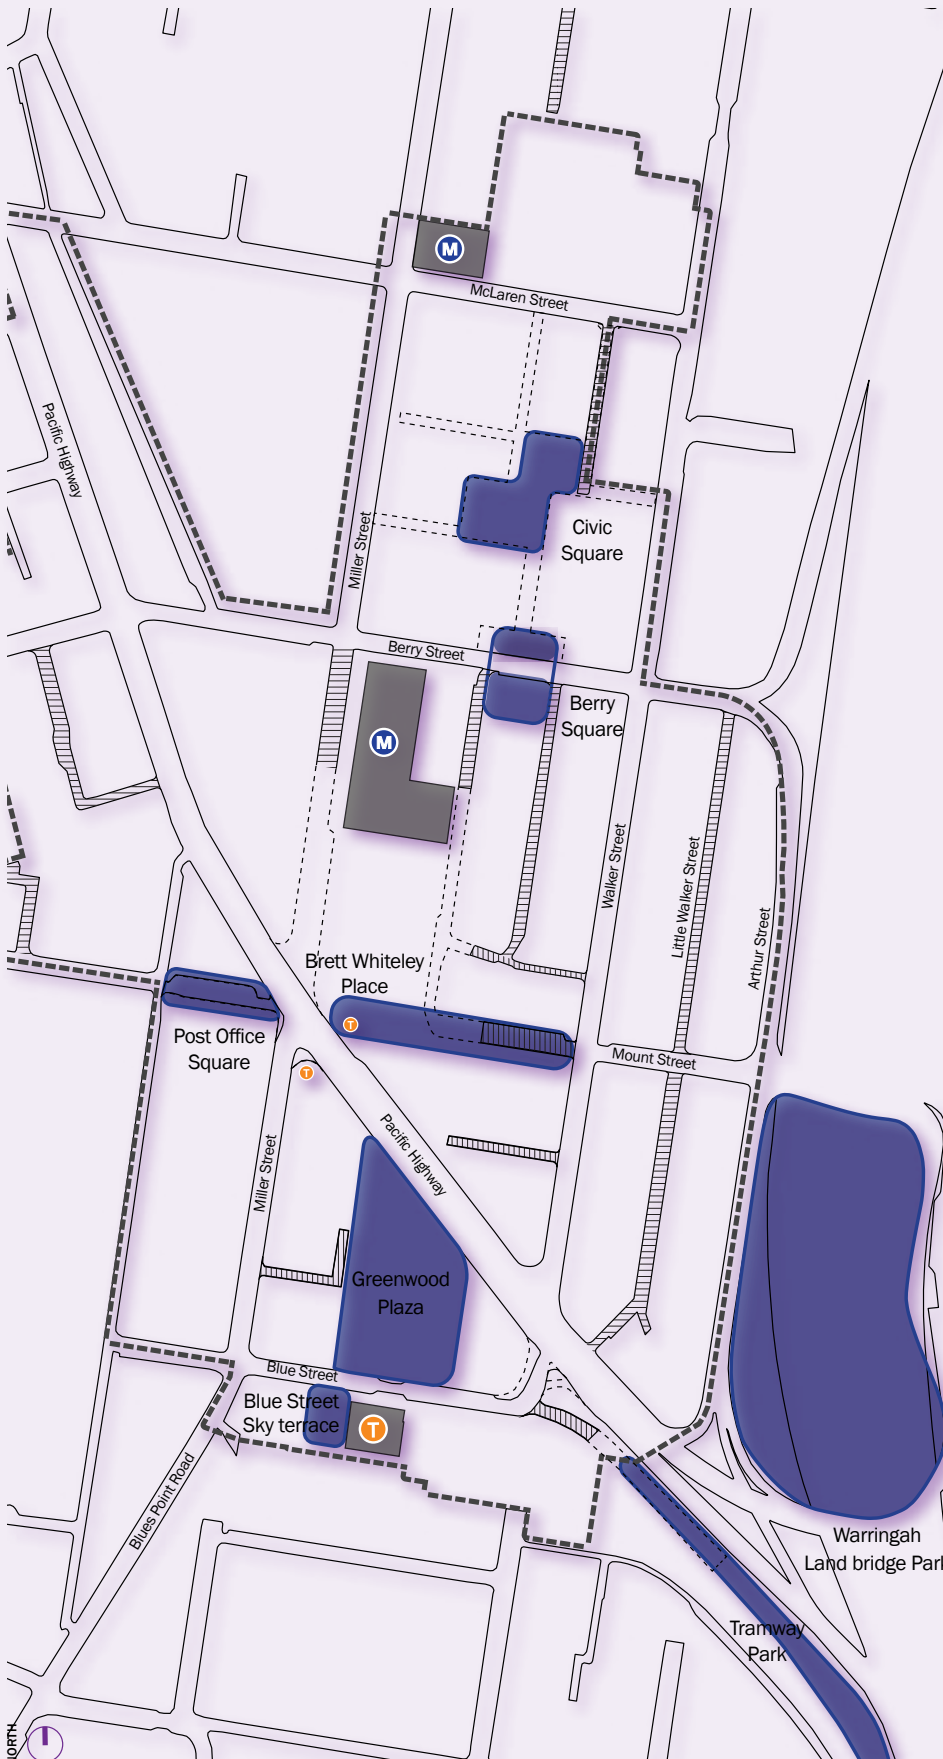 M
McLaren Street
Pacific Highway
Miller Street
Civic
Square
Berry Street
M
Berry
Square
Walker Street
Little Walker Street
Arthur Street
Brett Whiteley
Place
T
Post Office
Square
T
Mount Street
Pacific Highway
Miller Street
Greenwood
Plaza
Blue Street
Blue Street
Sky terrace
T
Blues Point Road
Warringah
Land bridge Park
Tramway
Park